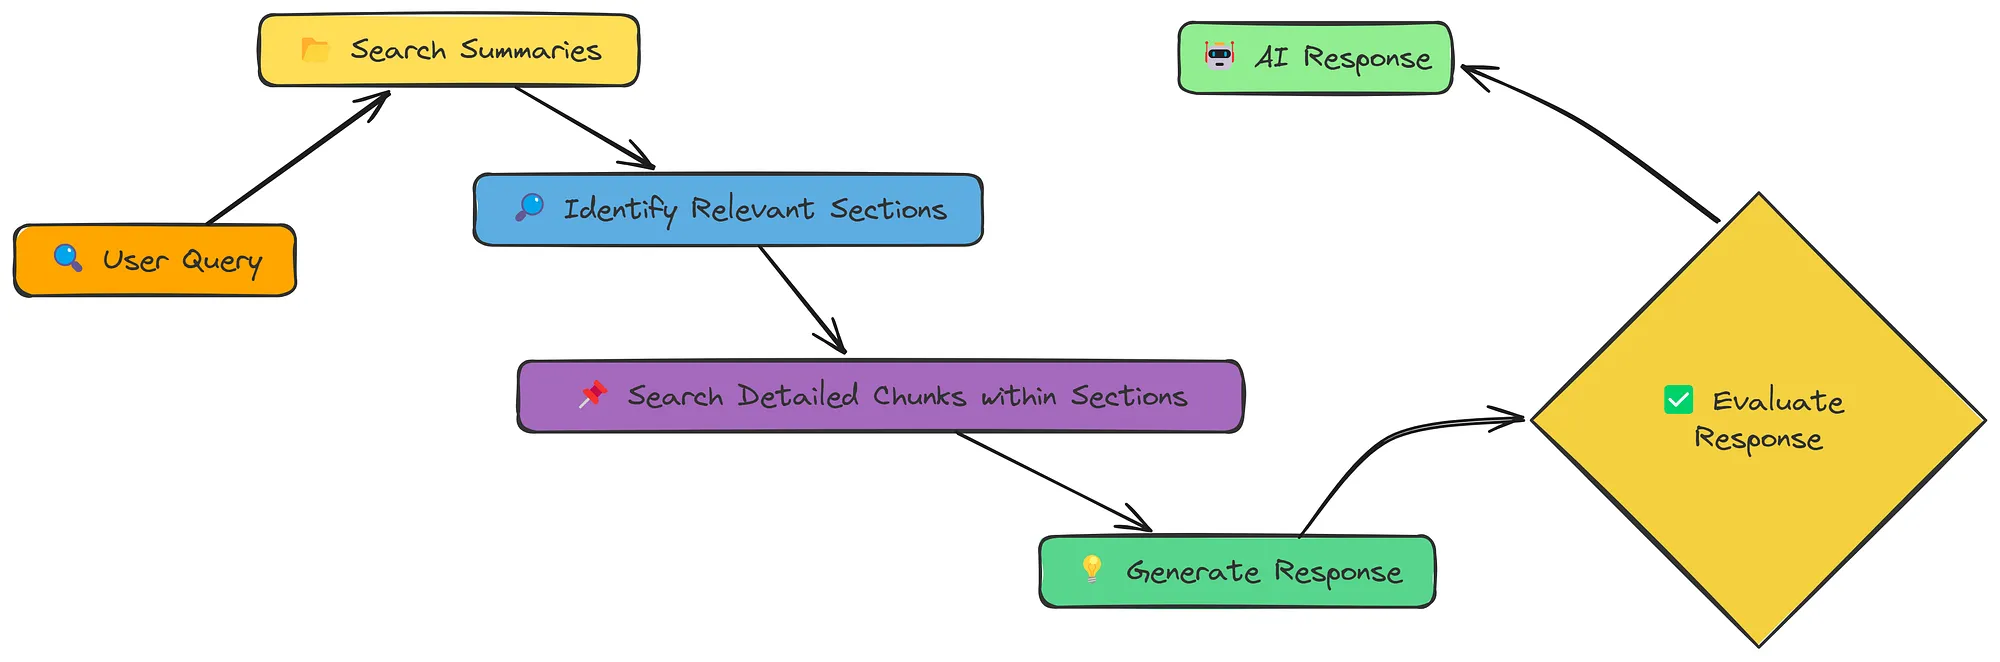 User Query
Search Summaries
Identify Relevant Sections
Search Detailed Chunks within Sections
Generate Response
Evaluate
Response
AI Response